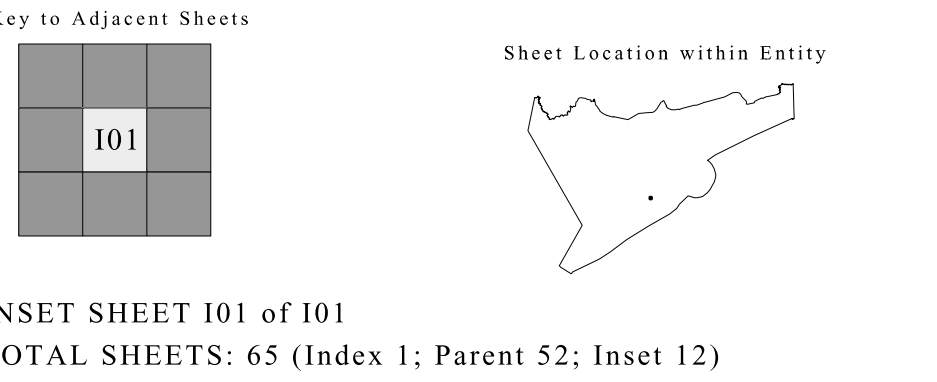 ey to Adjacent Sheets
Sheet Location within Entity
I01
NSET SHEET I01 of I01
OTAL SHEETS: 65 (Index 1; Parent 52; Inset 12)